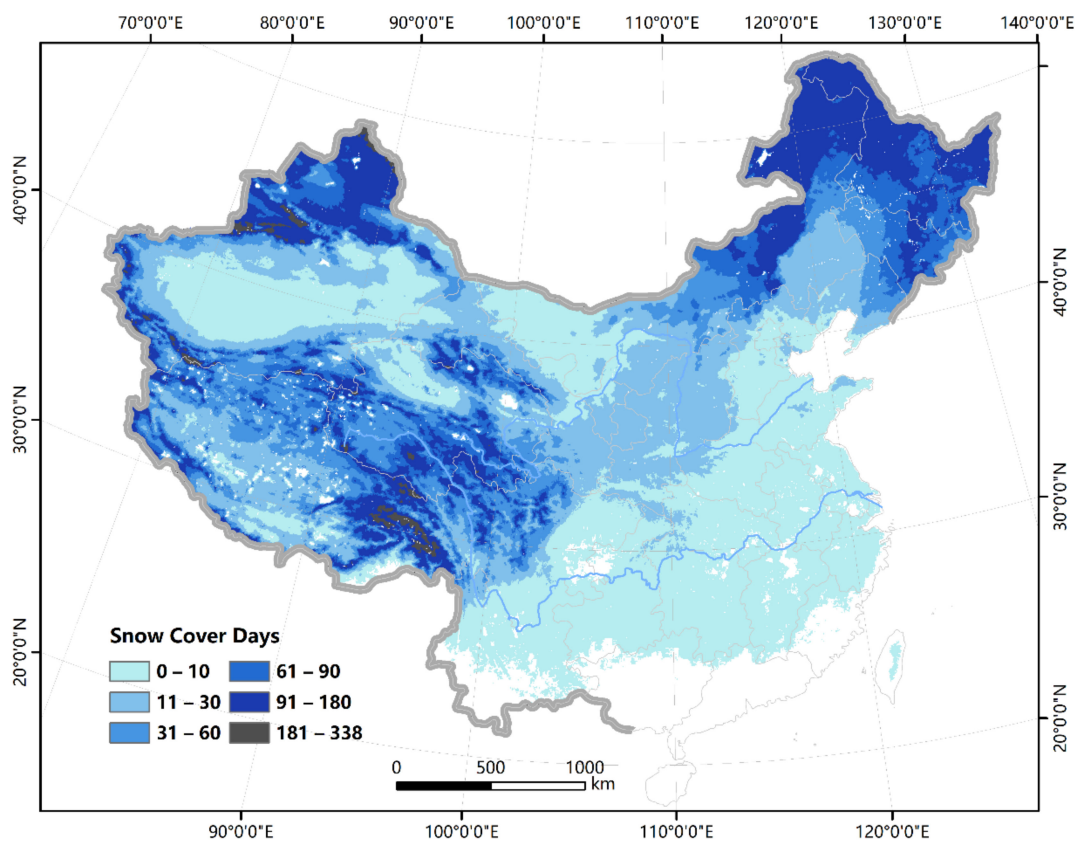 70°0'0"E 80°0'0"E 90°0'0"E 100°0'0"E 110°0'0"E 120°0'0"E 130°0'0"E 140°0'0"E
40°0'0"N
30°0'0"N
20°0'0"N
40°0'0"N
30°0'0"N
20°0'0"N
Snow Cover Days
0 – 10 61 – 90
11 – 30 91 – 180
31 – 60 181 – 338
0 500 1000
km
90°0'0"E 100°0'0"E 110°0'0"E 120°0'0"E